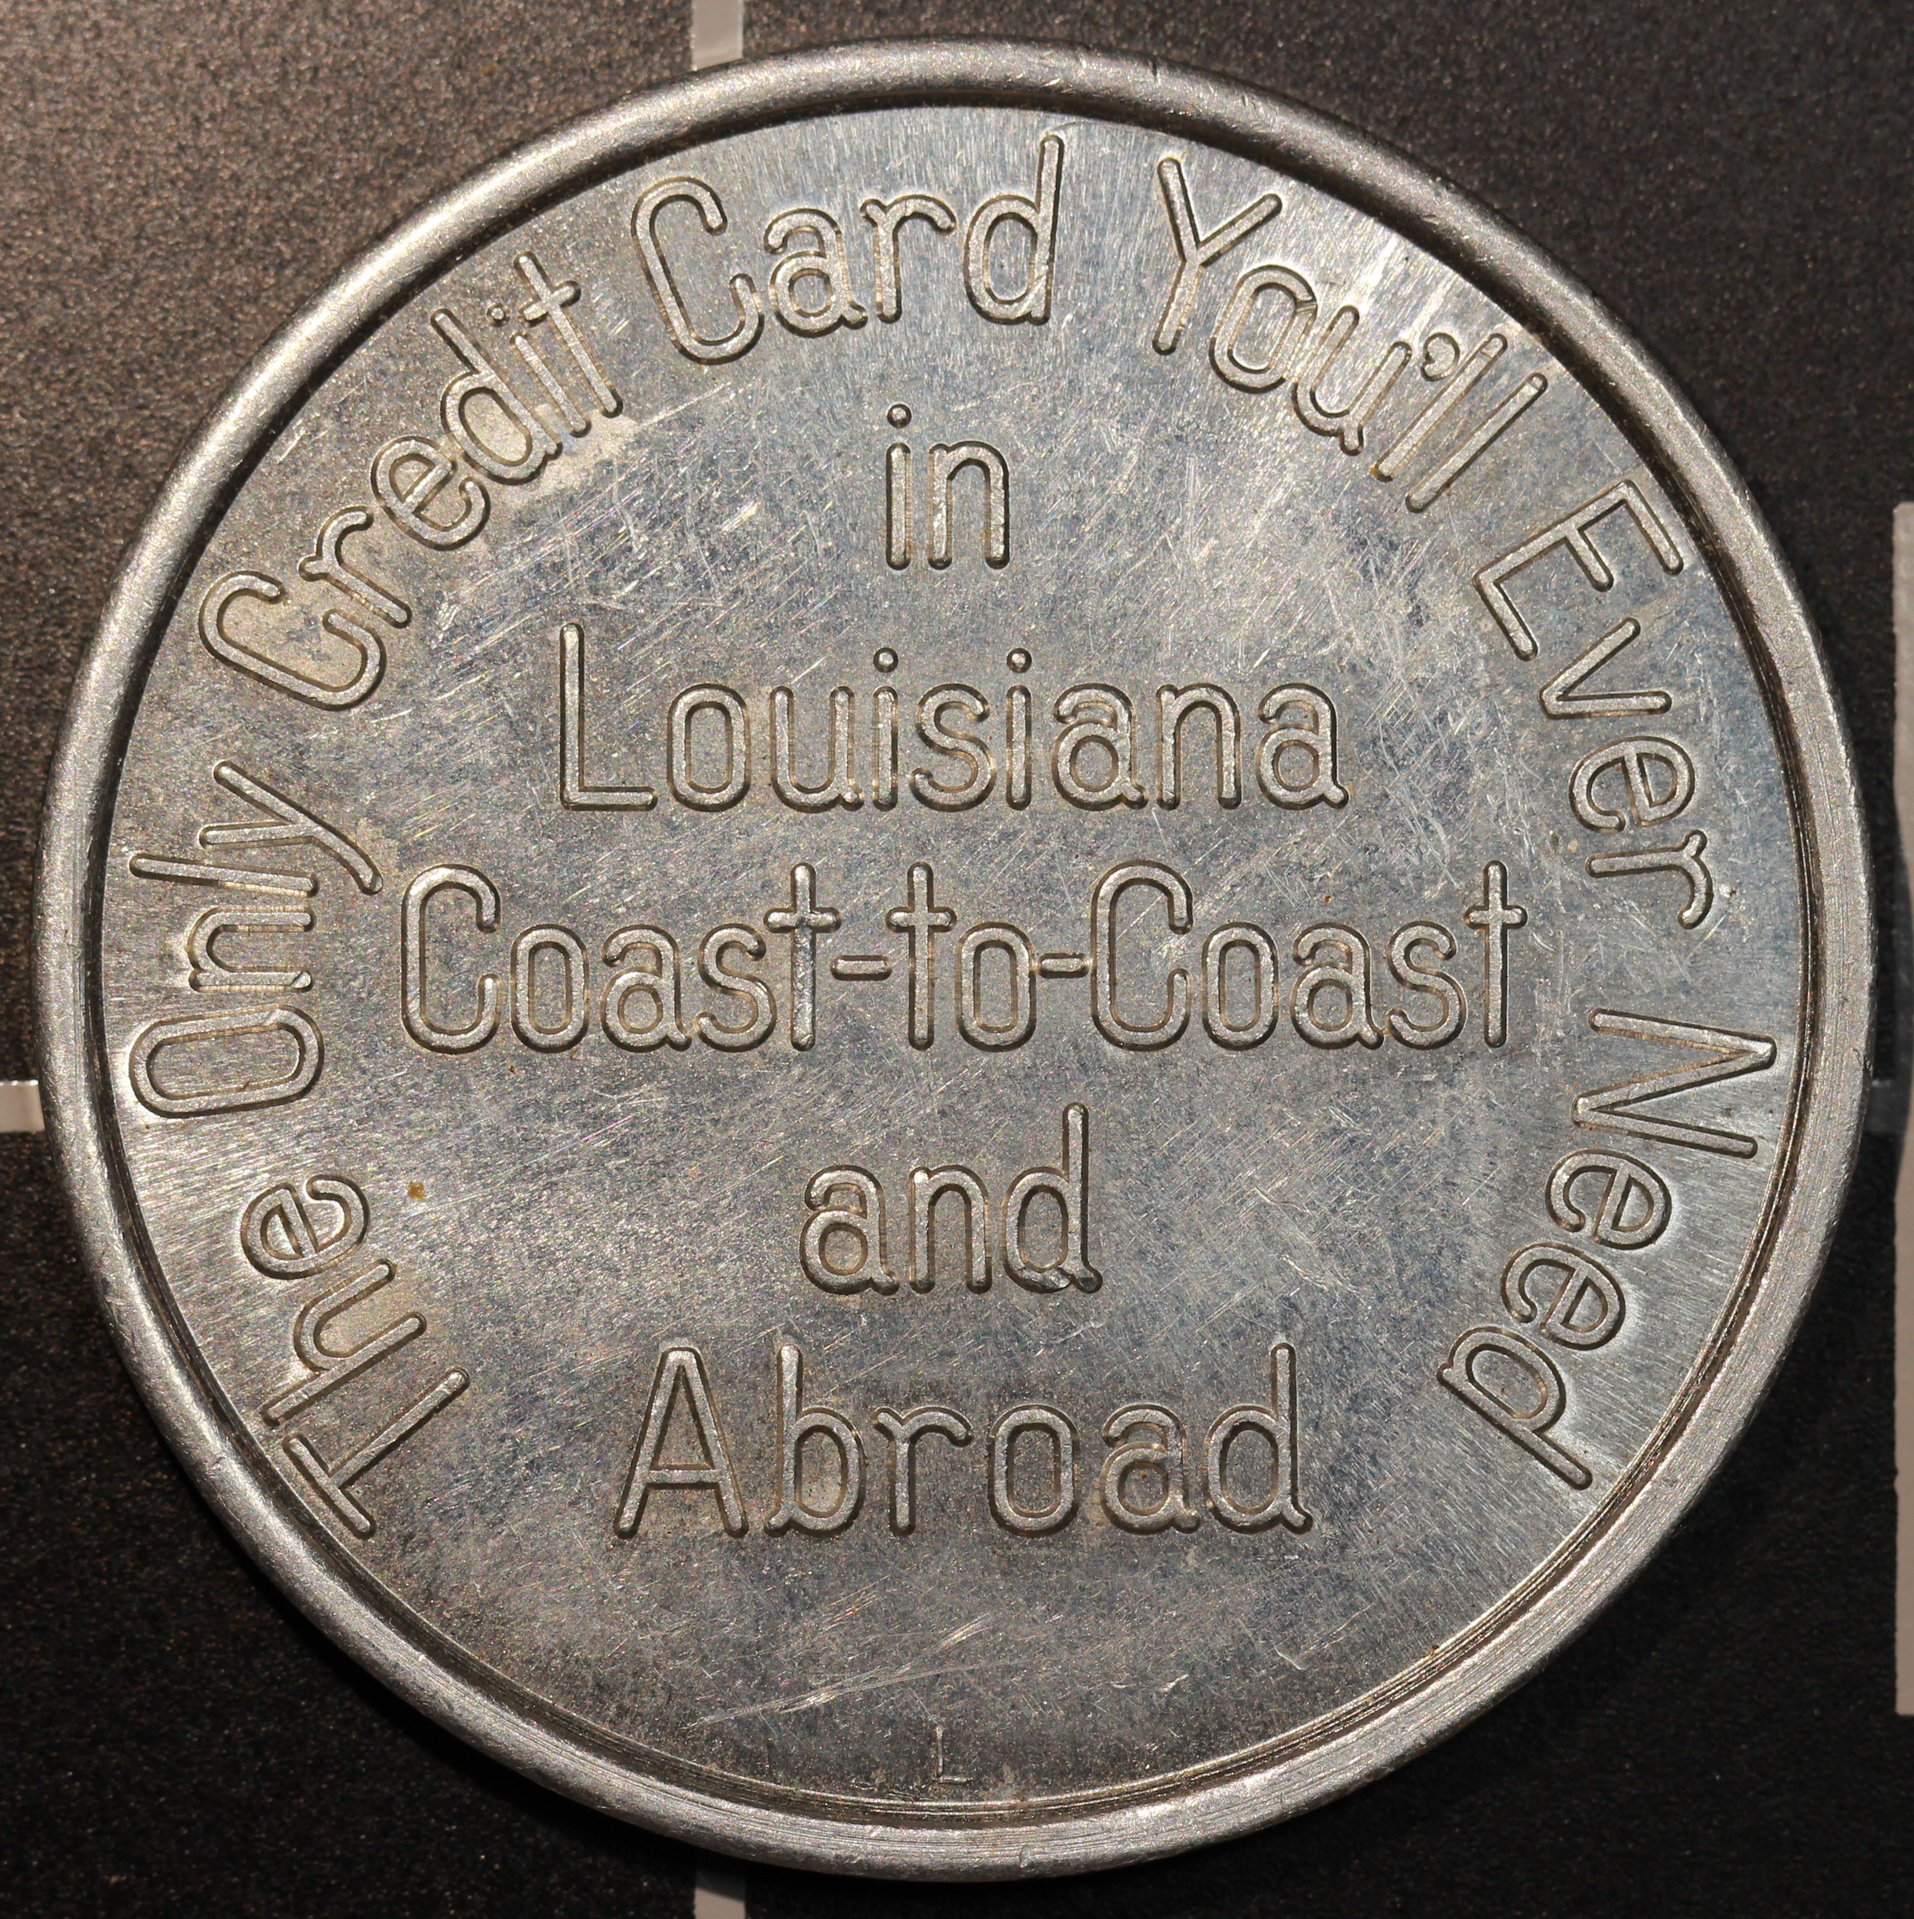 The Only Credit Card You'll Ever Need
in
Louisiana
Coast-to-Coast
and
Abroad
L